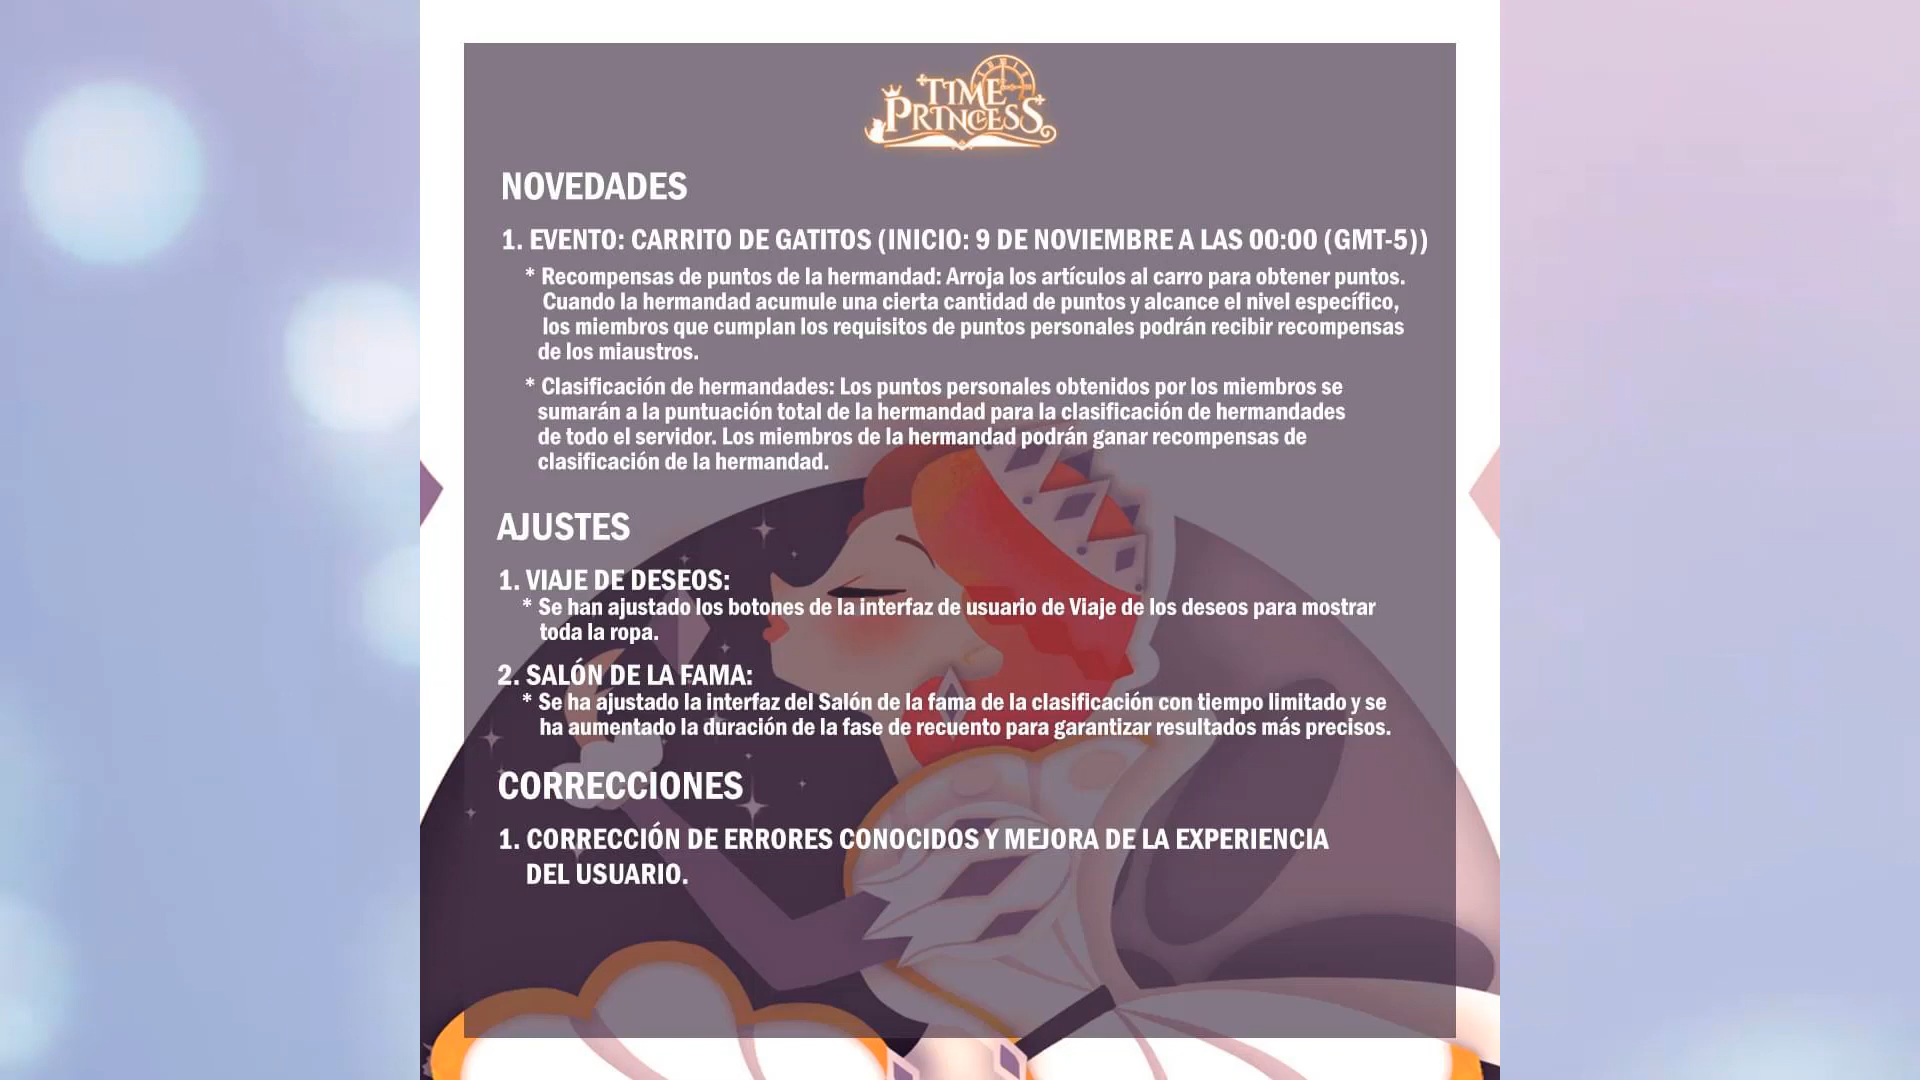 TIME
PRINCESS
NOVEDADES
1. EVENTO: CARRITO DE GATITOS (INICIO: 9 DE NOVIEMBRE A LAS 00:00 (GMT-5))
* Recompensas de puntos de la hermandad: Arroja los artículos al carro para obtener puntos.
Cuando la hermandad acumule una cierta cantidad de puntos y alcance el nivel específico,
los miembros que cumplan los requisitos de puntos personales podrán recibir recompensas
de los miaustros.
* Clasificación de hermandades: Los puntos personales obtenidos por los miembros se
sumarán a la puntuación total de la hermandad para la clasificación de hermandades
de todo el servidor. Los miembros de la hermandad podrán ganar recompensas de
clasificación de la hermandad.
AJUSTES
1. VIAJE DE DESEOS:
* Se han ajustado los botones de la interfaz de usuario de Viaje de los deseos para mostrar
toda la ropa.
2. SALÓN DE LA FAMA:
* Se ha ajustado la interfaz del Salón de la fama de la clasificación con tiempo limitado y se
ha aumentado la duración de la fase de recuento para garantizar resultados más precisos.
CORRECCIONES
1. CORRECCIÓN DE ERRORES CONOCIDOS Y MEJORA DE LA EXPERIENCIA
DEL USUARIO.